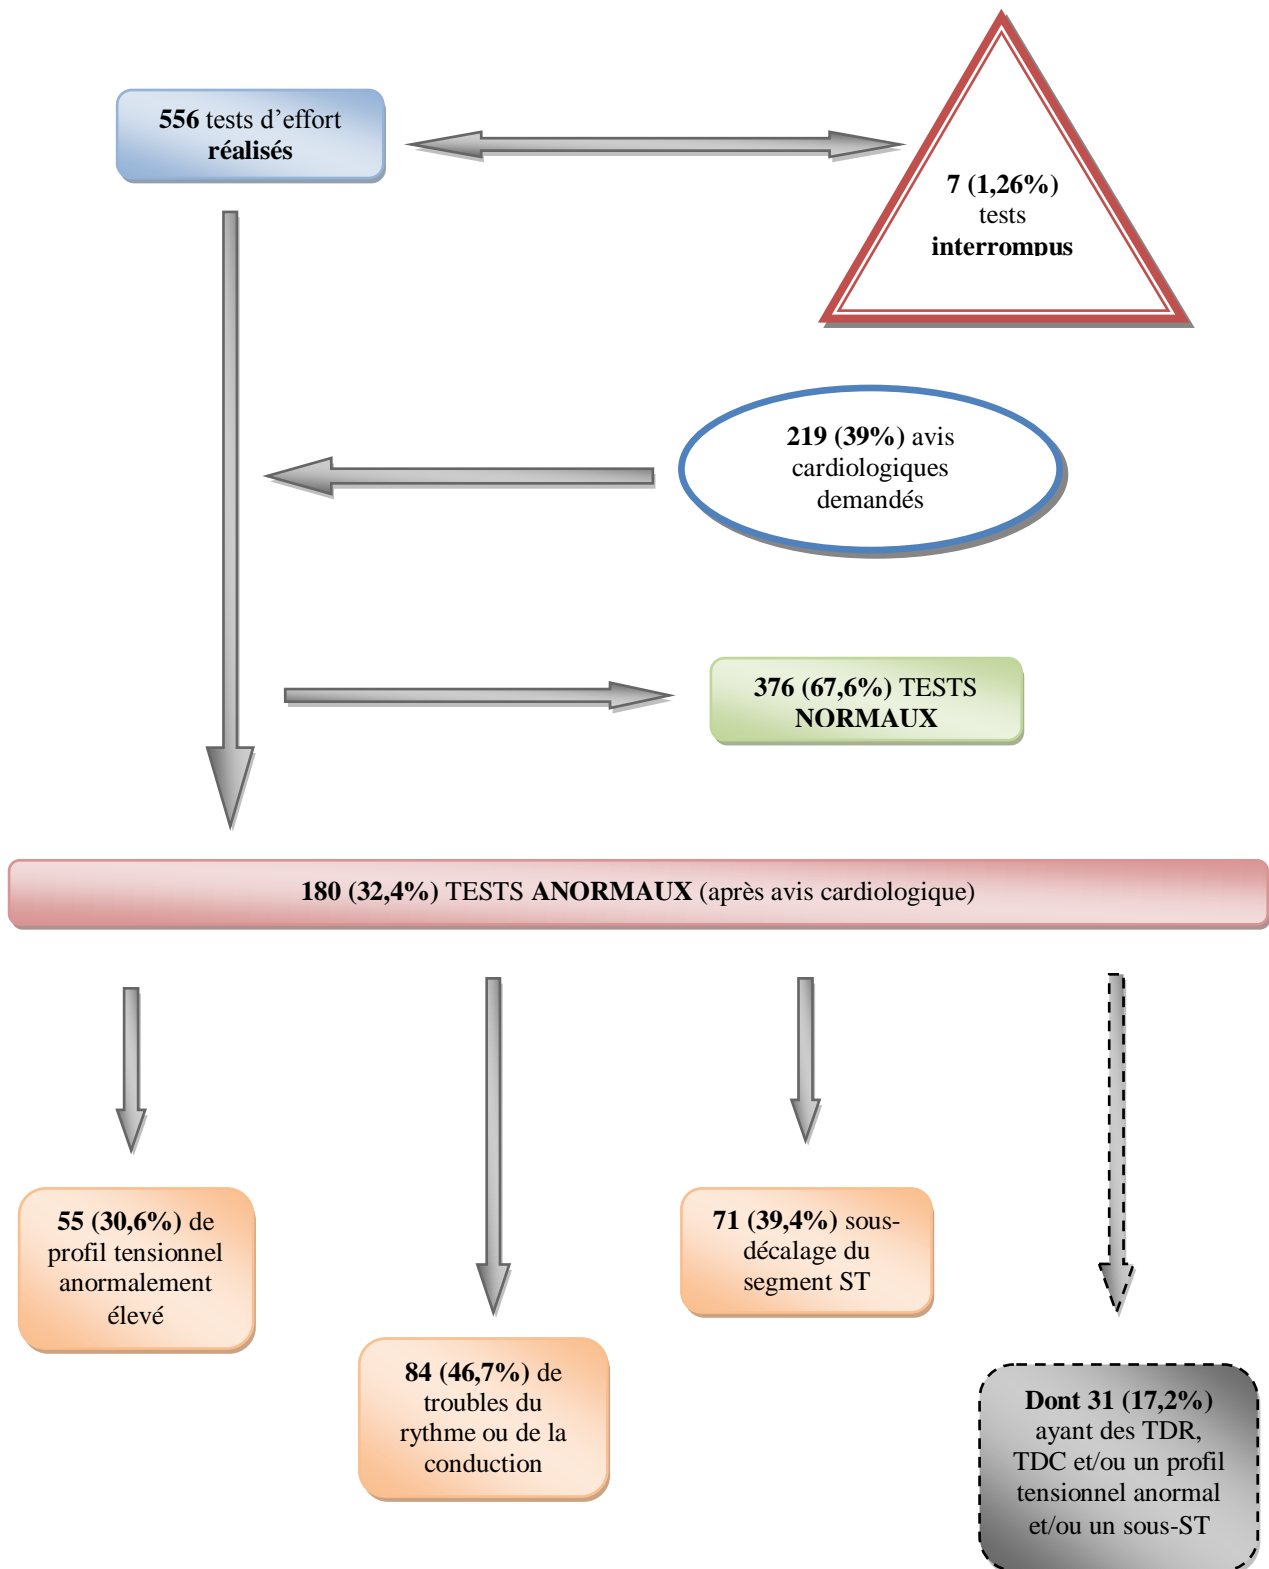 556 tests d’effort
réalisés
7 (1,26%)
tests
interrompus
219 (39%) avis
cardiologiques
demandés
376 (67,6%) TESTS
NORMAUX
180 (32,4%) TESTS ANORMAUX (après avis cardiologique)
55 (30,6%) de
profil tensionnel
anormalement
élevé
84 (46,7%) de
troubles du
rythme ou de la
conduction
71 (39,4%) sous-
décalage du
segment ST
Dont 31 (17,2%)
ayant des TDR,
TDC et/ou un profil
tensionnel anormal
et/ou un sous-ST